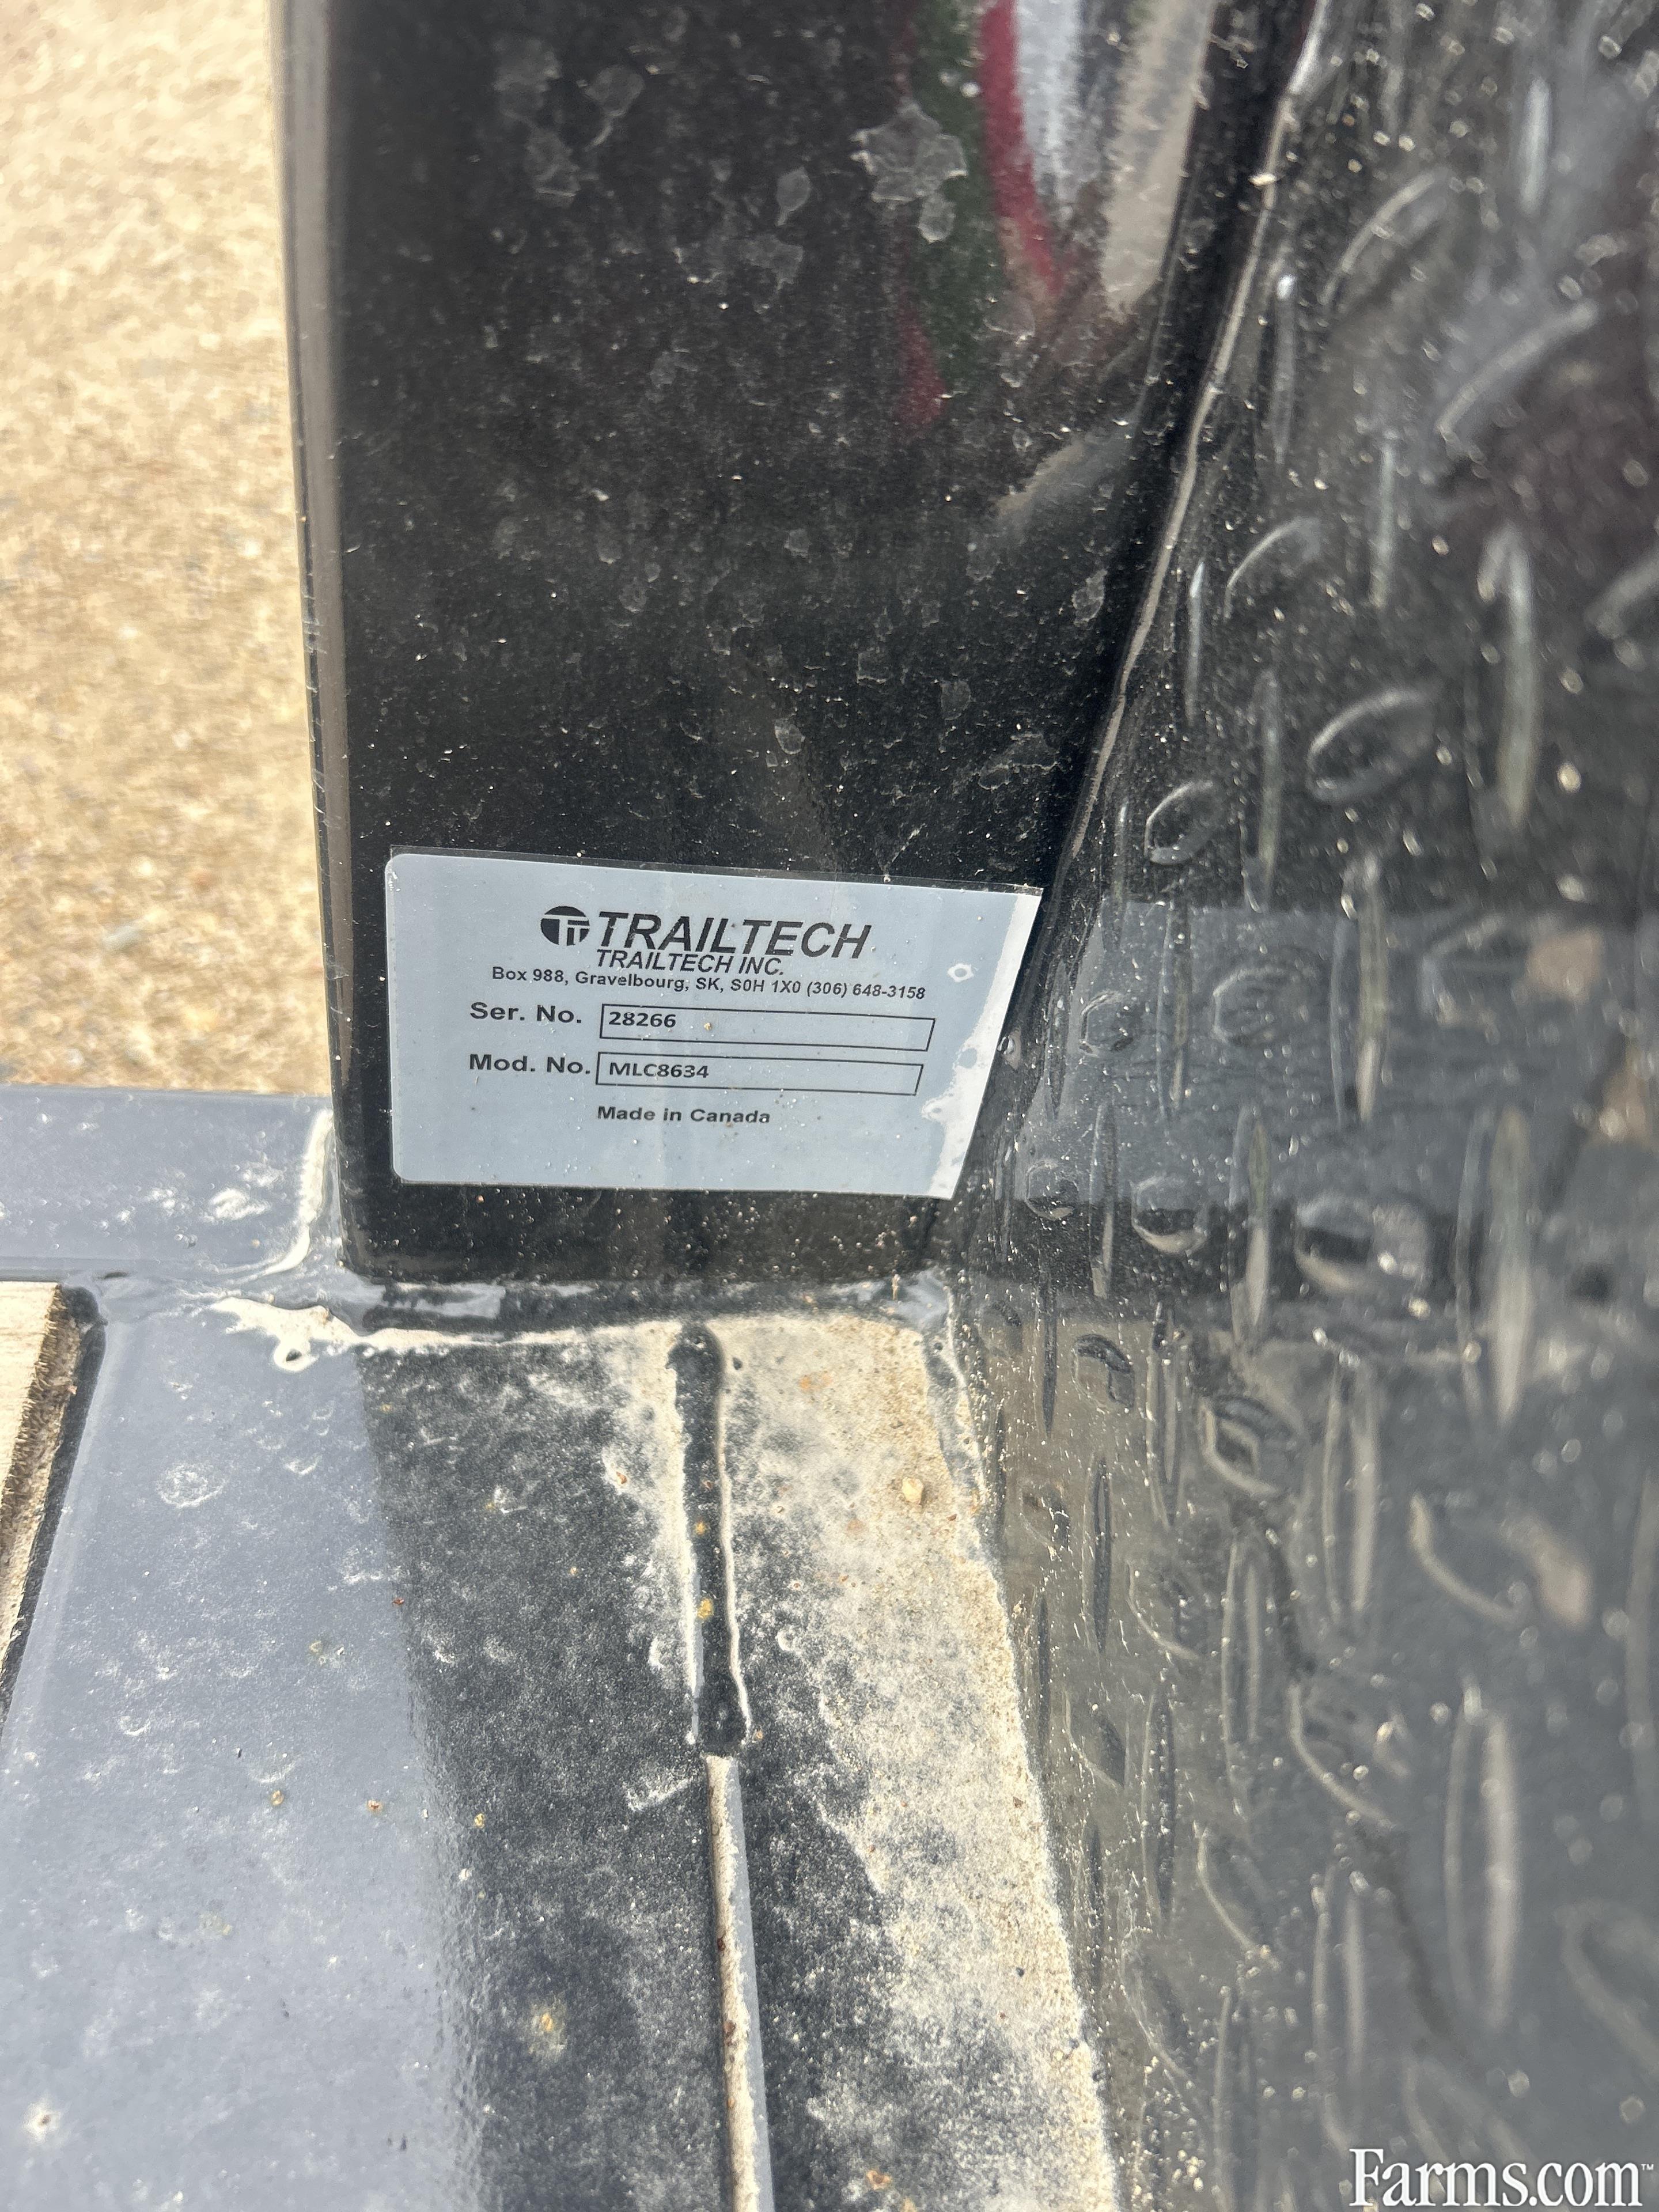 TRAILTECH
TRAILTECH INC.
Box 988, Gravelbourg, SK, S0H 1X0 (306) 648-3158
Ser. No. 28266
Mod. No. MLC8634
Made in Canada
Farms.com™